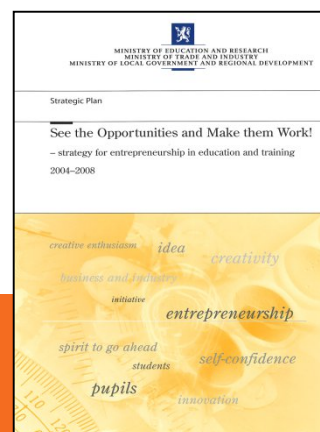 MINISTRY OF EDUCATION AND RESEARCH
MINISTRY OF TRADE AND INDUSTRY
MINISTRY OF LOCAL GOVERNMENT AND REGIONAL DEVELOPMENT
Strategic Plan
See the Opportunities and Make them Work!
– strategy for entrepreneurship in education and training
2004–2008
creative enthusiasm
idea
creativity
business and industry
initiative
entrepreneurship
spirit to go ahead
self-confidence
students
pupils
innovation
110
120